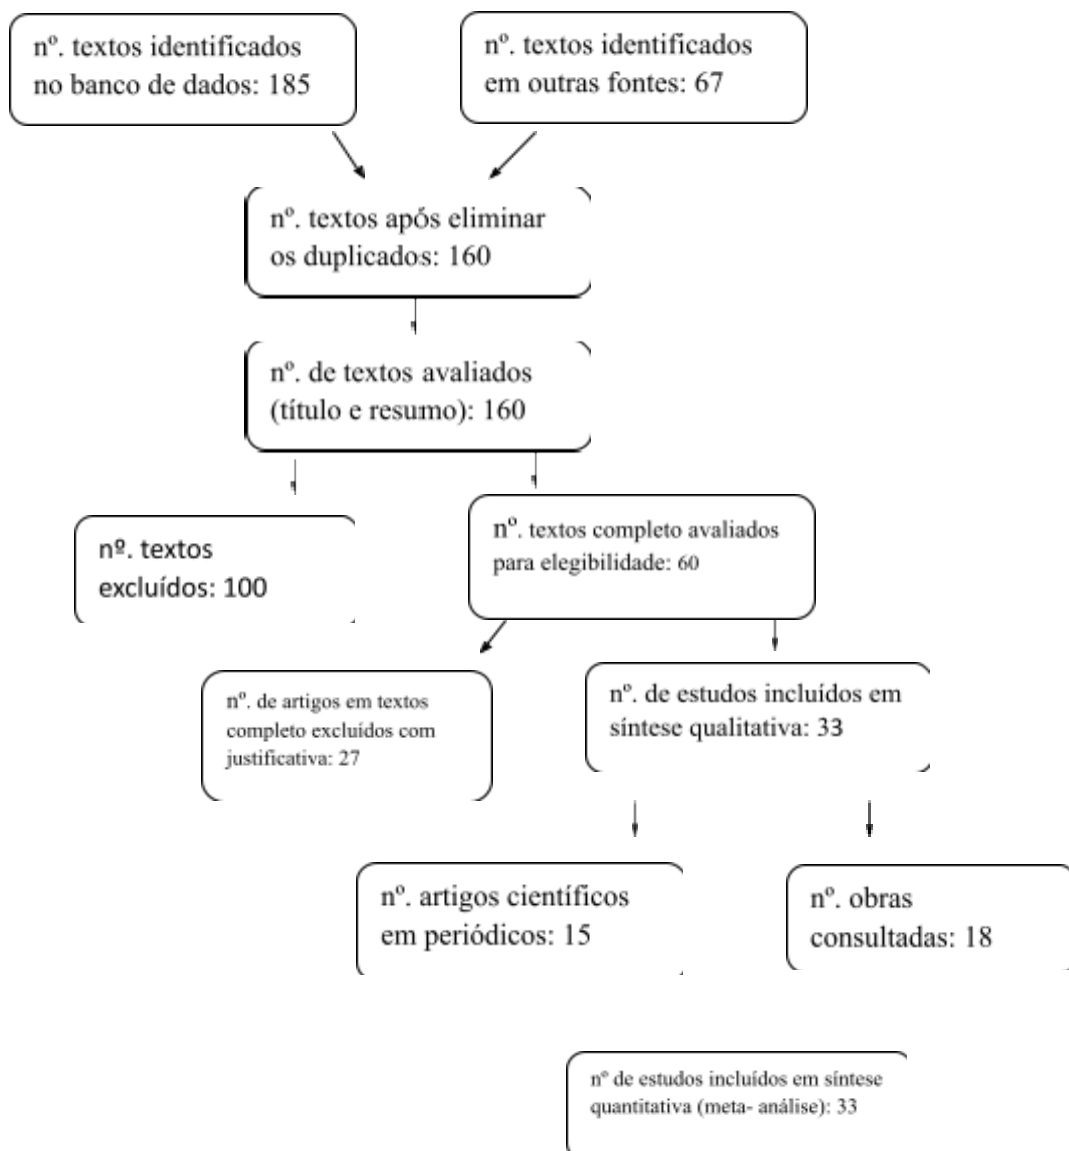 nº. textos identificados
no banco de dados: 185
nº. textos identificados
em outras fontes: 67
nº. textos após eliminar
os duplicados: 160
nº. de textos avaliados
(título e resumo): 160
nº. textos
excluídos: 100
nº. textos completo avaliados
para elegibilidade: 60
nº. de artigos em textos
completo excluídos com
justificativa: 27
nº. de estudos incluídos em
síntese qualitativa: 33
nº. artigos científicos
em periódicos: 15
nº. obras
consultadas: 18
nº de estudos incluídos em síntese
quantitativa (meta- análise): 33